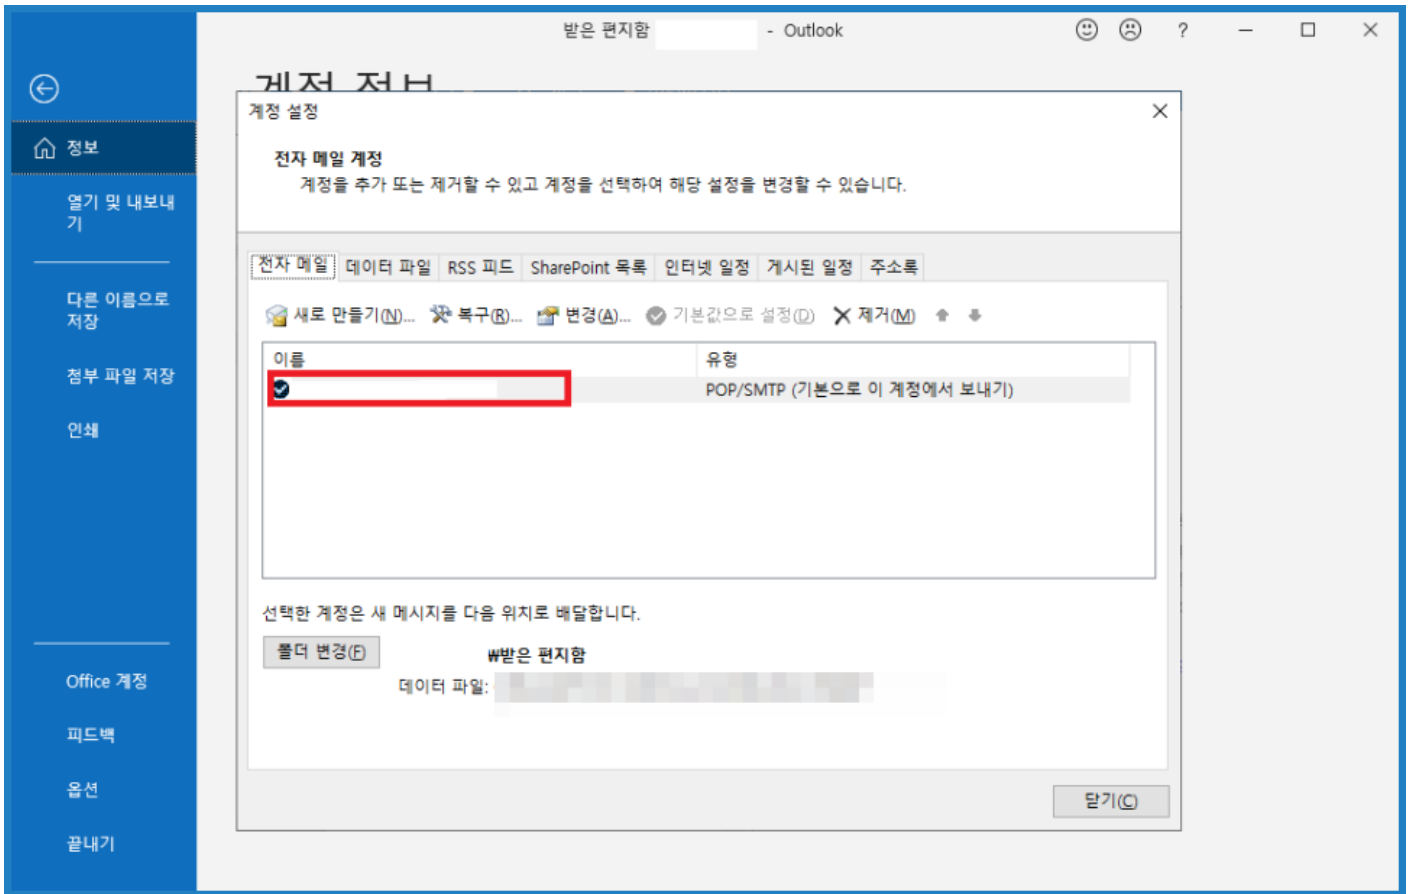 받은 편지함 - Outlook
?
계정 정보
정보
열기 및 내보내
기
다른 이름으로
저장
첨부 파일 저장
인쇄
Office 계정
피드백
옵션
끝내기
계정 설정
전자 메일 계정
계정을 추가 또는 제거할 수 있고 계정을 선택하여 해당 설정을 변경할 수 있습니다.
전자 메일 데이터 파일 RSS 피드 SharePoint 목록 인터넷 일정 게시된 일정 주소록
새로 만들기(N)... 복구(R)... 변경(A)... 기본값으로 설정(D) 제거(M)
이름 유형
POP/SMTP (기본으로 이 계정에서 보내기)
선택한 계정은 새 메시지를 다음 위치로 배달합니다.
폴더 변경(F) ₩받은 편지함
데이터 파일:
닫기(C)